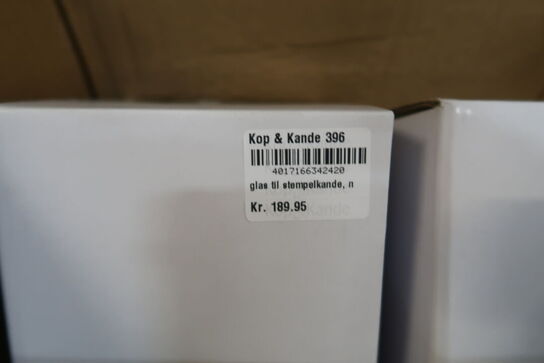 Kop & Kande 396
4017166342420
glas til stempelkande, n
Kr. 189.95